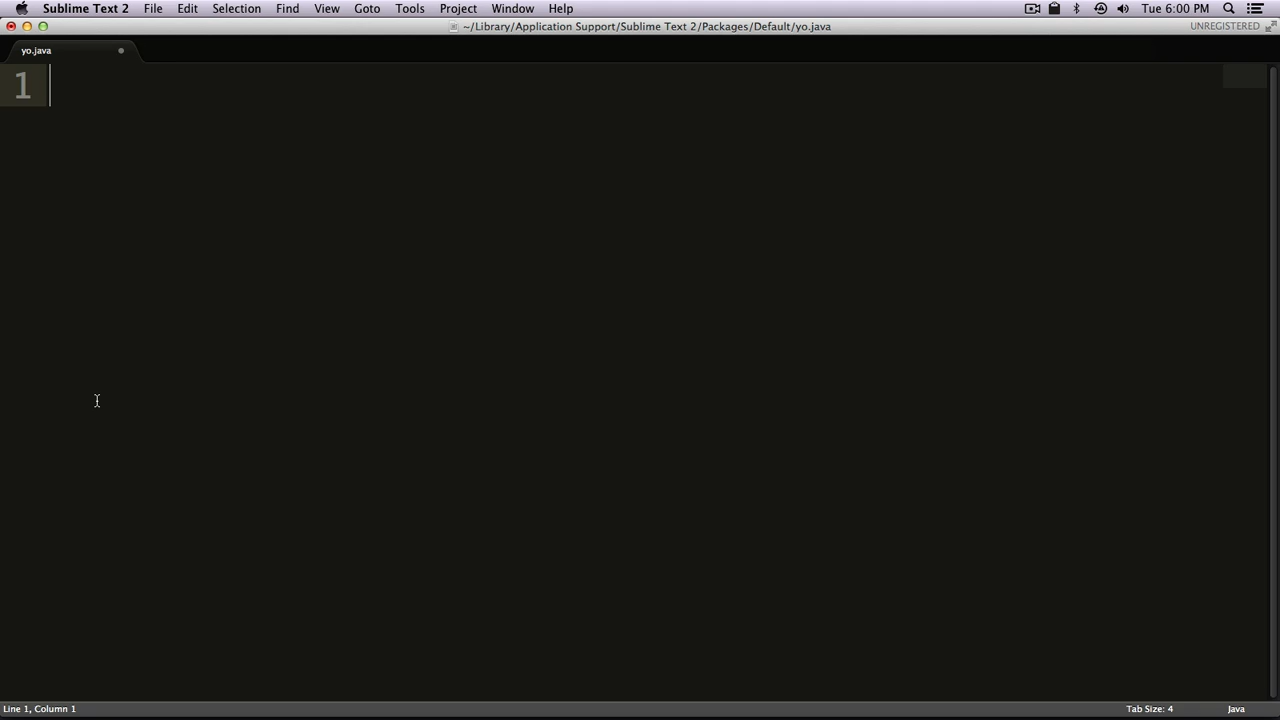 Sublime Text 2 File Edit Selection Find View Goto Tools Project Window Help Tue 6:00 PM
~/Library/Application Support/Sublime Text 2/Packages/Default/yo.java UNREGISTERED
yo.java
1
Line 1, Column 1 Tab Size: 4 Java